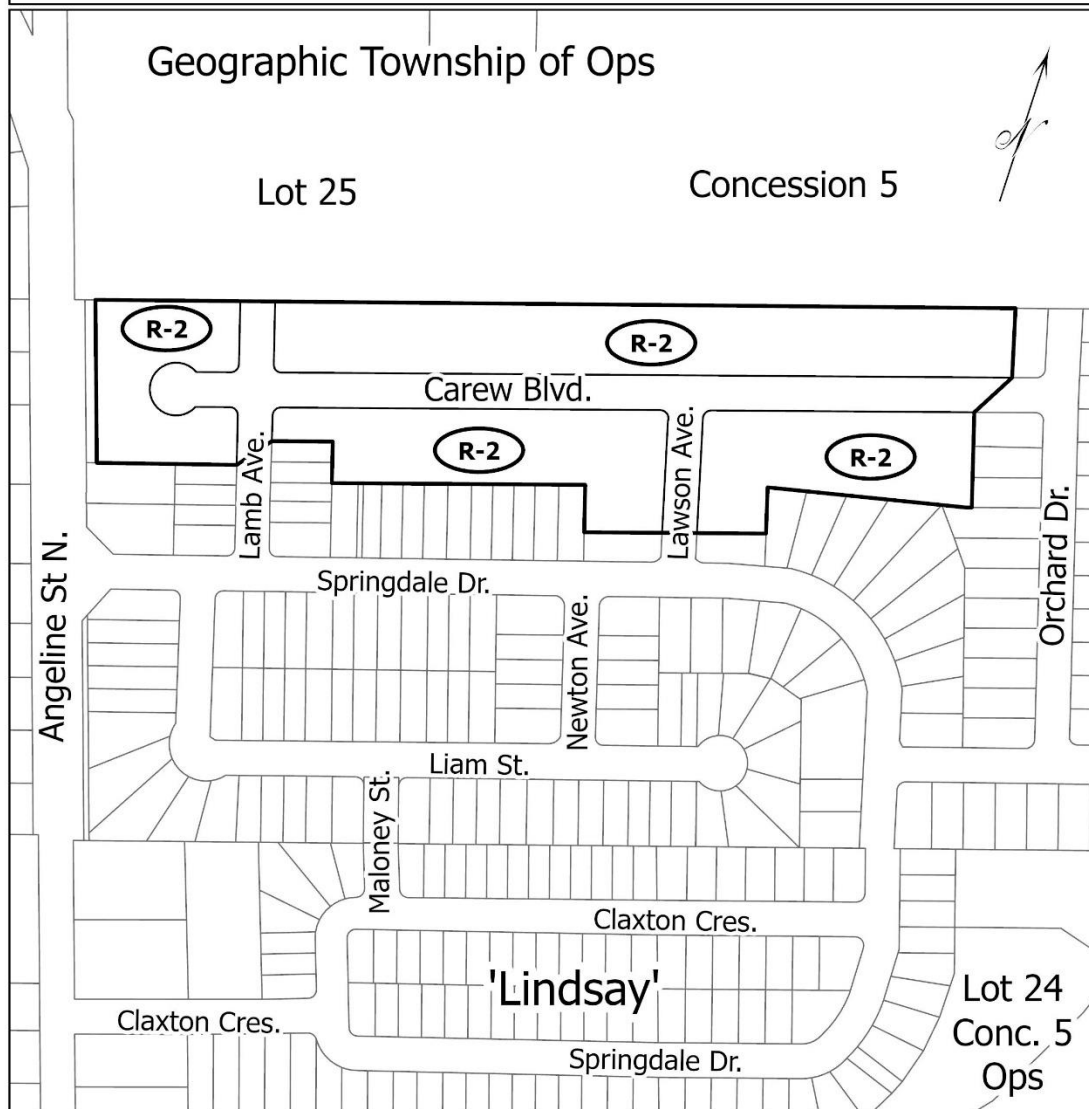 Geographic Township of Ops
N
Lot 25
Concession 5
R-2
R-2
Carew Blvd.
R-2
R-2
Lamb Ave.
Lawson Ave.
Orchard Dr.
Angeline St N.
Springdale Dr.
Newton Ave.
Liam St.
Maloney St.
Claxton Cres.
'Lindsay'
Lot 24
Conc. 5
Ops
Claxton Cres.
Springdale Dr.